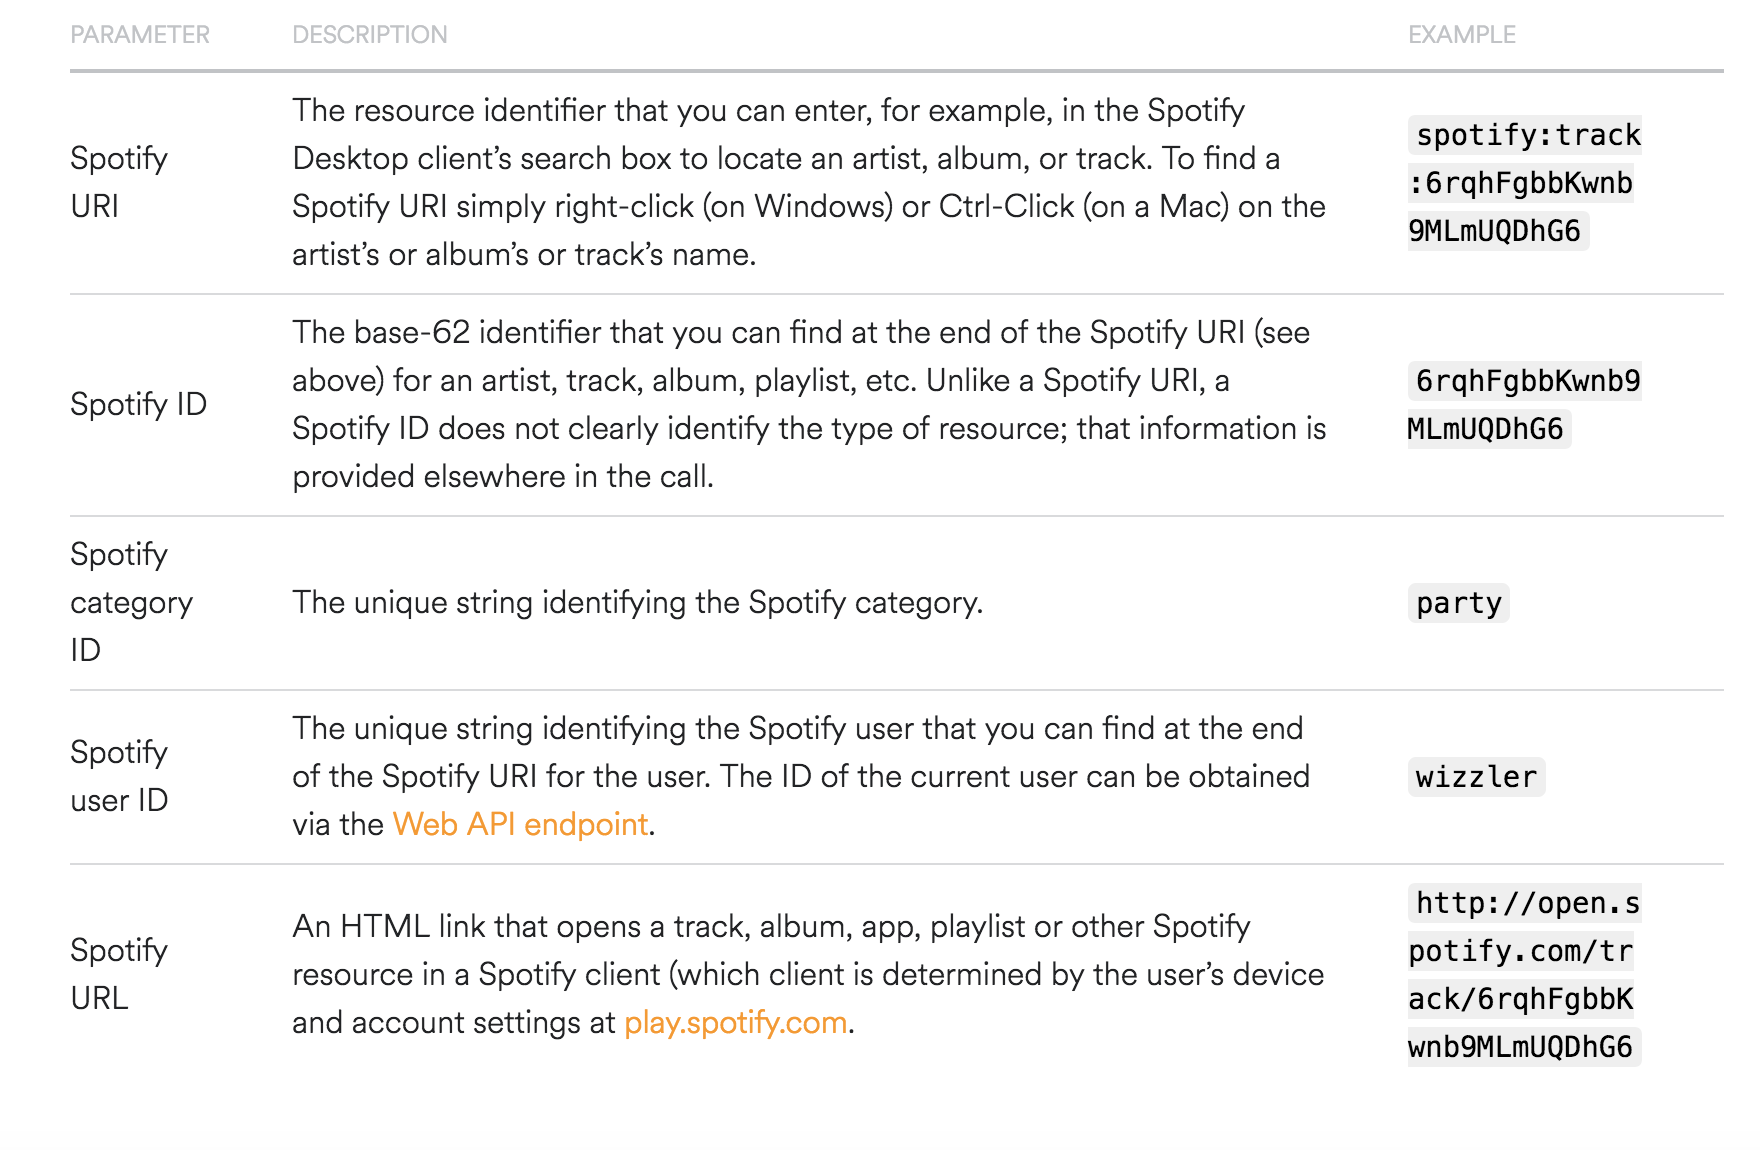 PARAMETER DESCRIPTION EXAMPLE
Spotify
URI
The resource identifier that you can enter, for example, in the Spotify
Desktop client’s search box to locate an artist, album, or track. To find a
Spotify URI simply right-click (on Windows) or Ctrl-Click (on a Mac) on the
artist’s or album’s or track’s name.
spotify:track
:6rqhFgbbKwnb
9MLmUQDhG6
Spotify ID
The base-62 identifier that you can find at the end of the Spotify URI (see
above) for an artist, track, album, playlist, etc. Unlike a Spotify URI, a
Spotify ID does not clearly identify the type of resource; that information is
provided elsewhere in the call.
6rqhFgbbKwnb9
MLmUQDhG6
Spotify
category
ID
The unique string identifying the Spotify category.
party
Spotify
user ID
The unique string identifying the Spotify user that you can find at the end
of the Spotify URI for the user. The ID of the current user can be obtained
via the Web API endpoint.
wizzler
Spotify
URL
An HTML link that opens a track, album, app, playlist or other Spotify
resource in a Spotify client (which client is determined by the user’s device
and account settings at play.spotify.com.
http://open.s
potify.com/tr
ack/6rqhFgbbK
wnb9MLmUQDhG6